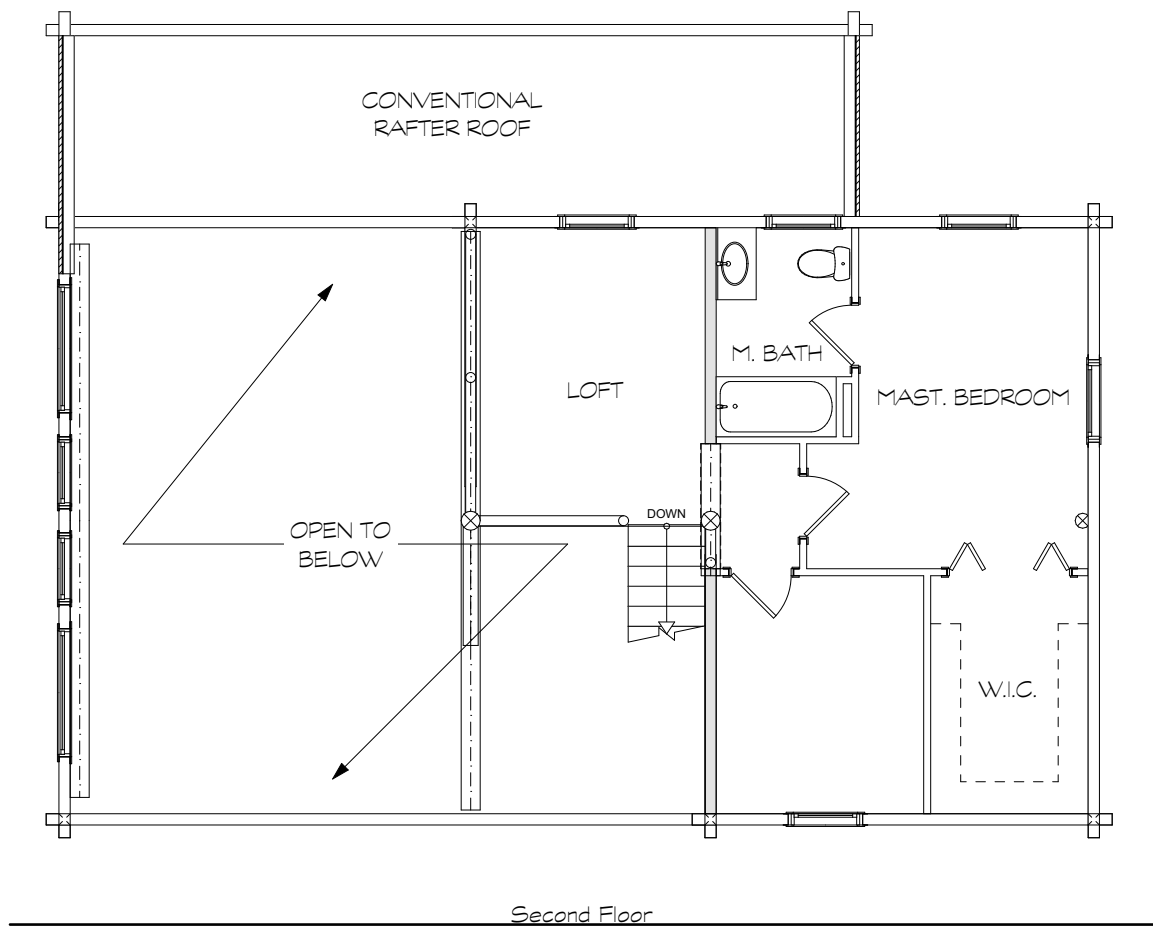 CONVENTIONAL
RAFTER ROOF
M. BATH
LOFT
MAST. BEDROOM
DOWN
OPEN TO
BELOW
W.I.C.
Second Floor